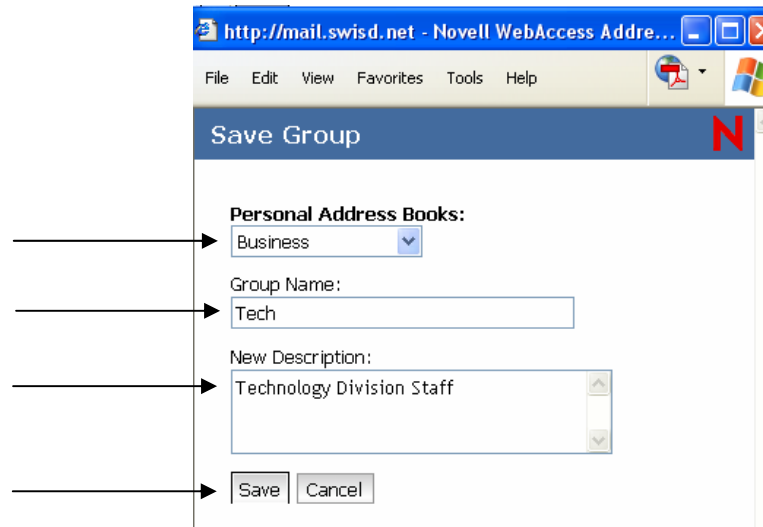 http://mail.swisd.net - Novell WebAccess Addre...
File Edit View Favorites Tools Help
Save Group N
Personal Address Books:
Business
Group Name:
Tech
New Description:
Technology Division Staff
Save Cancel